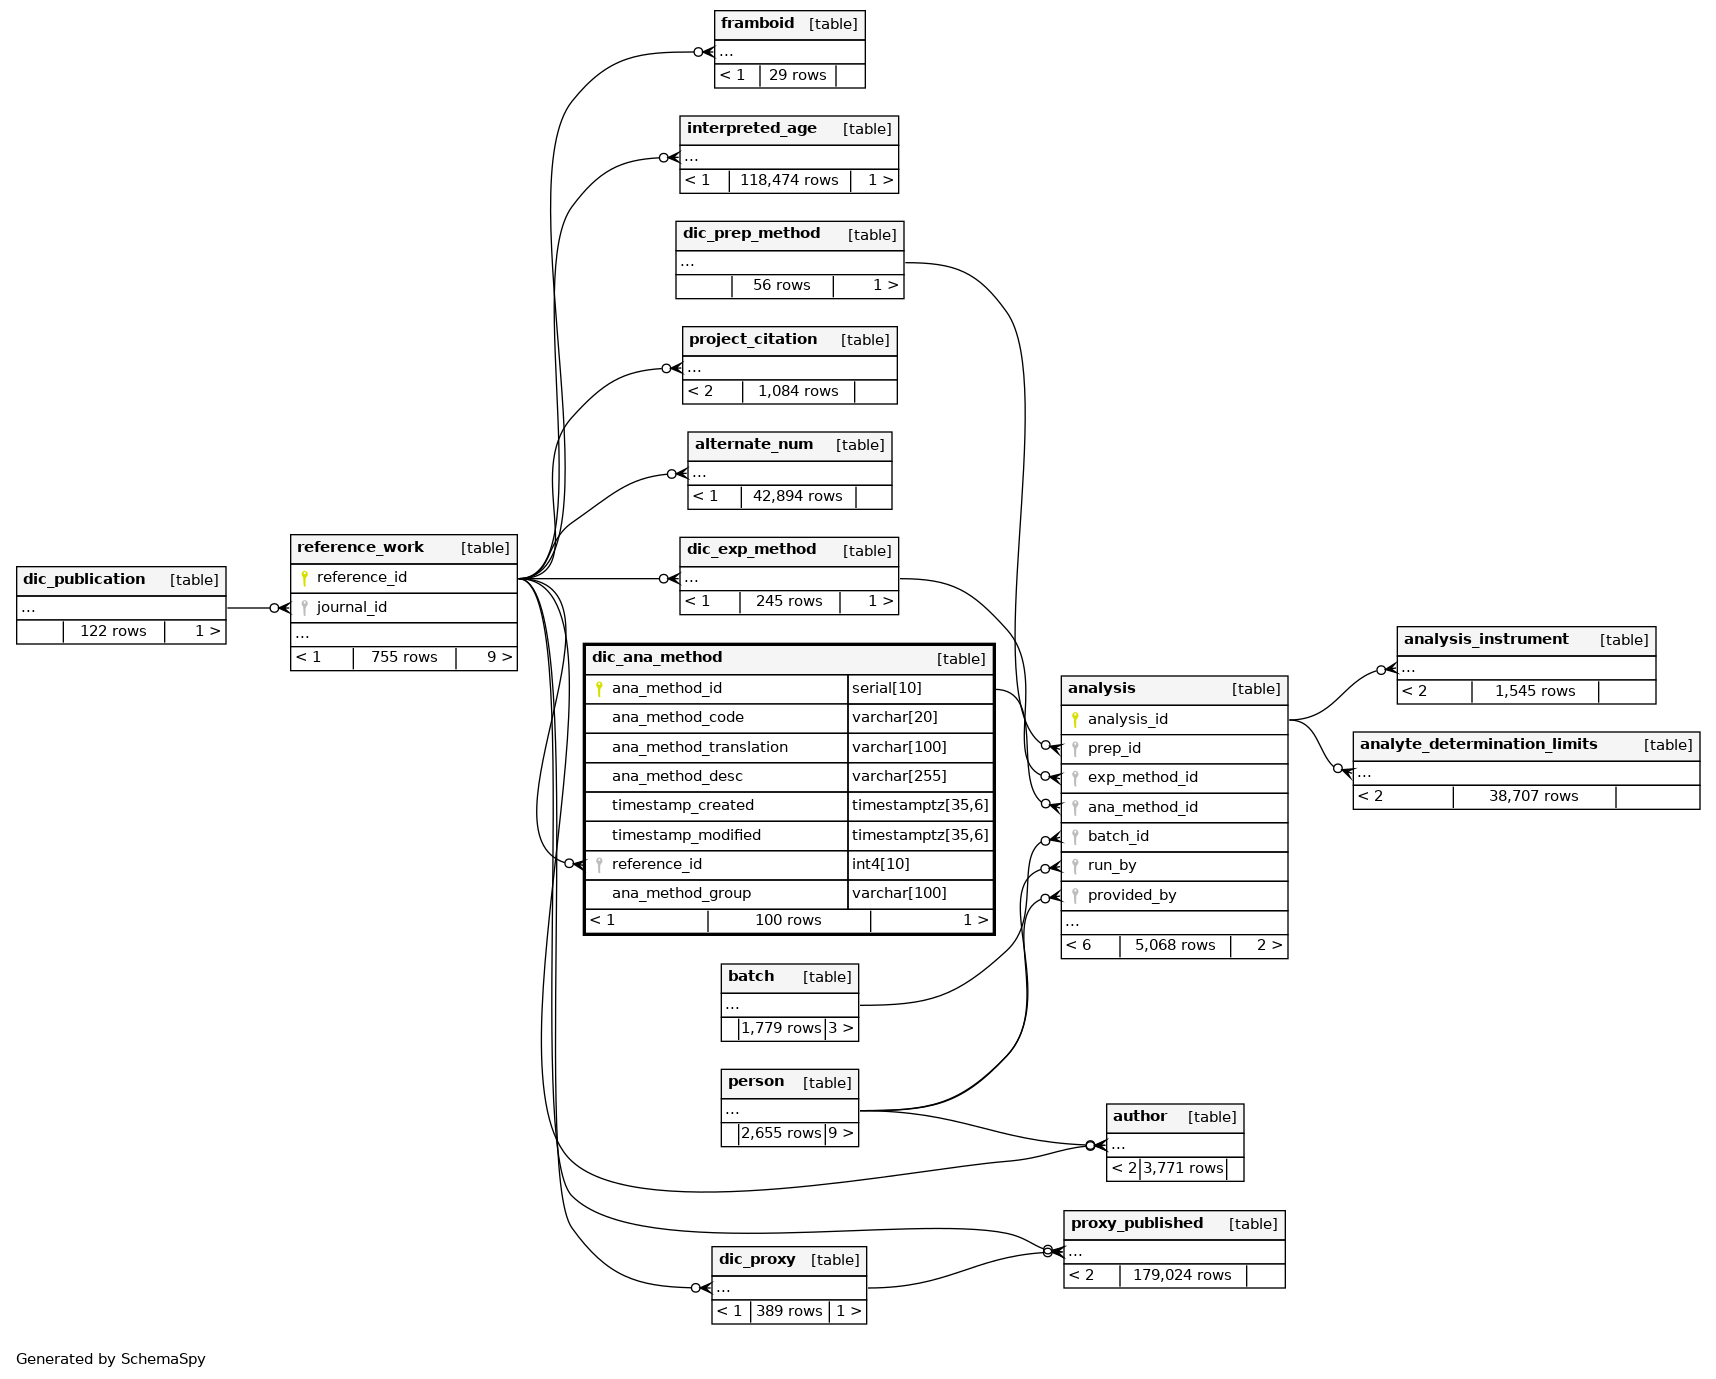 framboid [table]
...
< 1 29 rows
interpreted_age [table]
...
< 1 118,474 rows 1 >
dic_prep_method [table]
...
56 rows 1 >
project_citation [table]
...
< 2 1,084 rows
alternate_num [table]
...
< 1 42,894 rows
dic_exp_method [table]
...
< 1 245 rows 1 >
dic_publication [table]
...
122 rows 1 >
reference_work [table]
reference_id
journal_id
...
< 1 755 rows 9 >
dic_ana_method [table]
ana_method_id serial[10]
ana_method_code varchar[20]
ana_method_translation varchar[100]
ana_method_desc varchar[255]
timestamp_created timestamptz[35,6]
timestamp_modified timestamptz[35,6]
reference_id int4[10]
ana_method_group varchar[100]
< 1 100 rows 1 >
analysis [table]
analysis_id
prep_id
exp_method_id
ana_method_id
batch_id
run_by
provided_by
...
< 6 5,068 rows 2 >
analysis_instrument [table]
...
< 2 1,545 rows
analyte_determination_limits [table]
...
< 2 38,707 rows
batch [table]
...
1,779 rows 3 >
person [table]
...
2,655 rows 9 >
author [table]
...
< 2 3,771 rows
proxy_published [table]
...
< 2 179,024 rows
dic_proxy [table]
...
< 1 389 rows 1 >
Generated by SchemaSpy